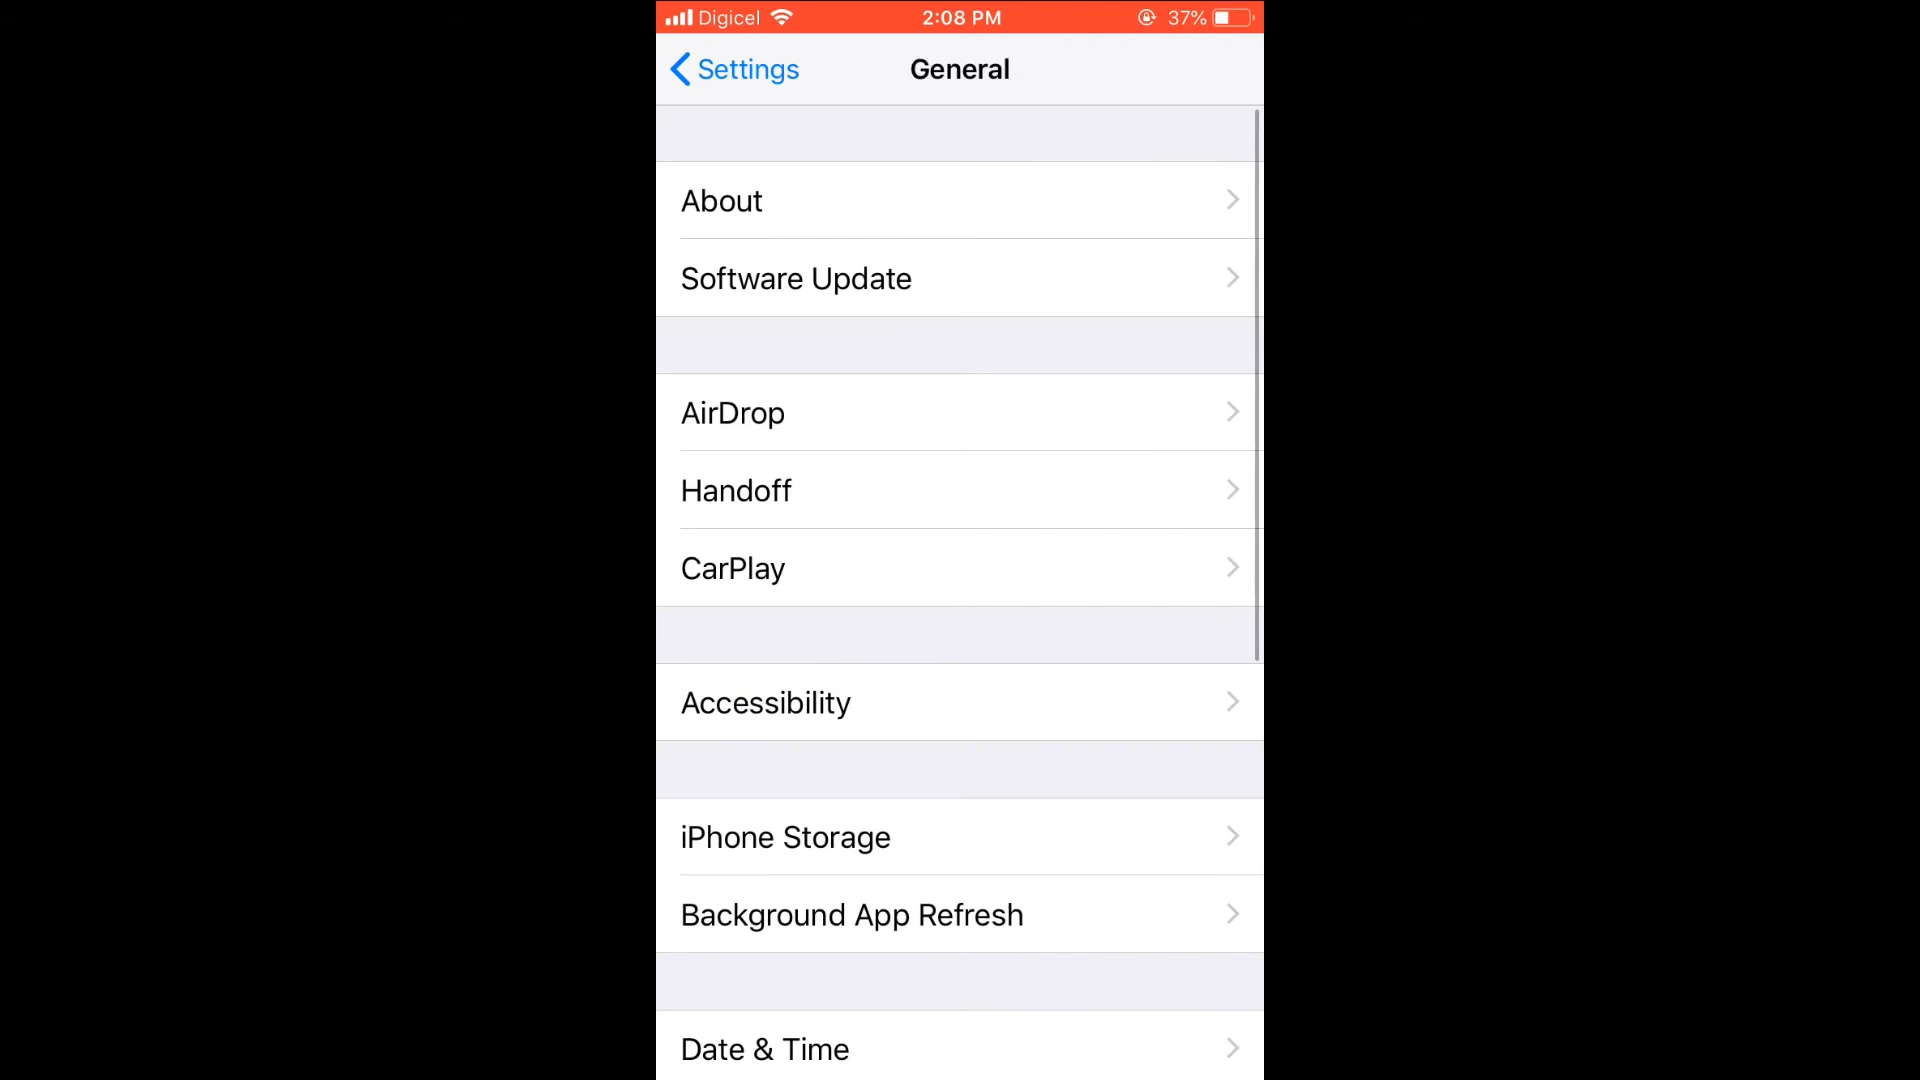 Digicel 2:08 PM 37%
Settings General
About
Software Update
AirDrop
Handoff
CarPlay
Accessibility
iPhone Storage
Background App Refresh
Date & Time